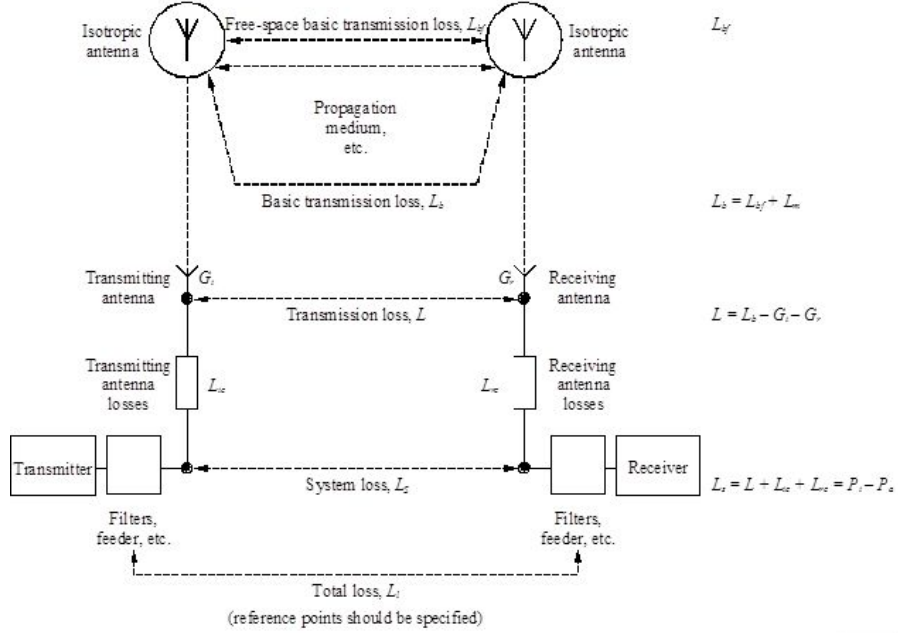 Free-space basic transmission loss, L_bf
Isotropic
antenna
Isotropic
antenna
L_bf
Propagation
medium,
etc.
Basic transmission loss, L_b
L_b = L_bf + L_m
Transmitting
antenna
G_t
G_r
Receiving
antenna
Transmission loss, L
L = L_b – G_t – G_r
Transmitting
antenna
losses
L_tc
L_rc
Receiving
antenna
losses
Transmitter
Receiver
System loss, L_s
L_s = L + L_tc + L_rc = P_t – P_a
Filters,
feeder, etc.
Filters,
feeder, etc.
Total loss, L_l
(reference points should be specified)